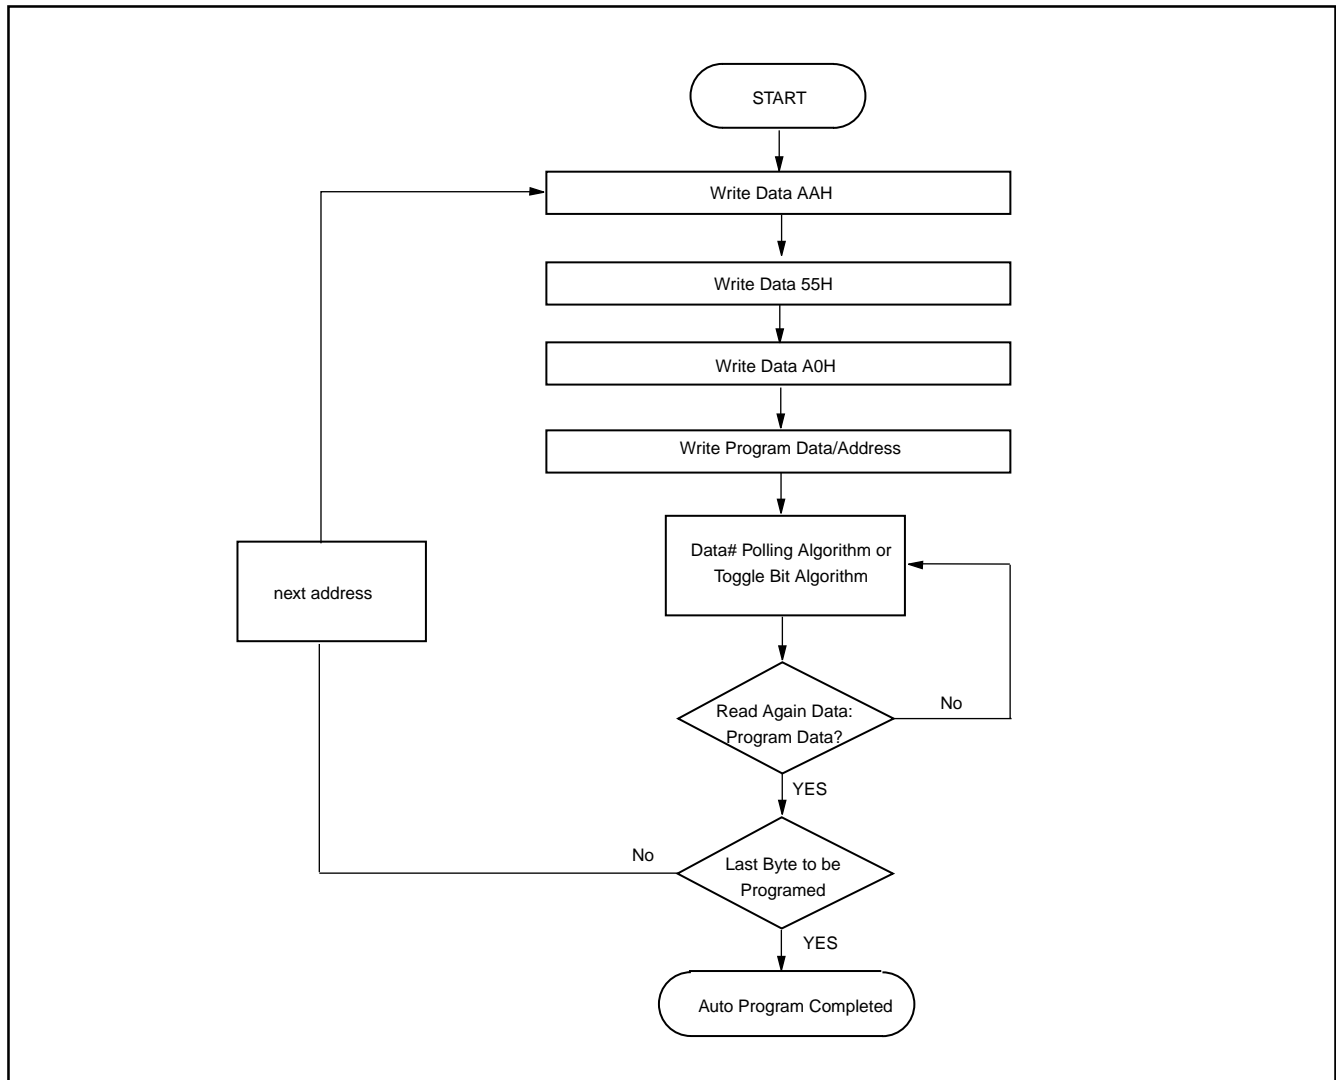 START
Write Data AAH
Write Data 55H
Write Data A0H
Write Program Data/Address
Data# Polling Algorithm or
Toggle Bit Algorithm
next address
Read Again Data:
Program Data?
No
YES
No
Last Byte to be
Programed
YES
Auto Program Completed